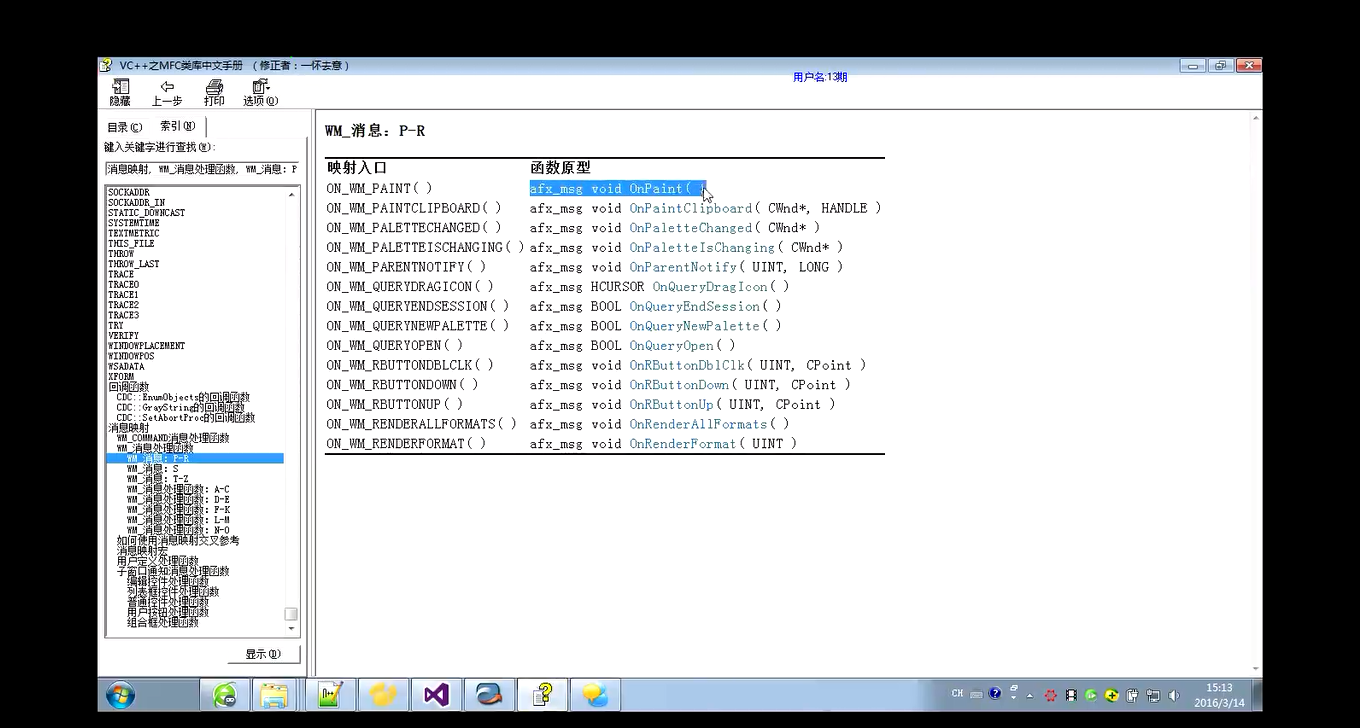 VC++之MFC类库中文手册 （修正者：一怀去意）
用户名:13期
隐藏 上一步 打印 选项(O)
目录(C) 索引(N)
键入关键字进行查找(W):
消息映射, WM_消息处理函数, WM_消息: P
SOCKADDR
SOCKADDR_IN
STATIC_DOWNCAST
SYSTEMTIME
TEXTMETRIC
THIS_FILE
THROW
THROW_LAST
TRACE
TRACE0
TRACE1
TRACE2
TRACE3
TRY
VERIFY
WINDOWPLACEMENT
WINDOWPOS
WSADATA
XFORM
回调函数
CDC::EnumObjects的回调函数
CDC::GrayString的回调函数
CDC::SetAbortProc的回调函数
消息映射
WM_COMMAND消息处理函数
WM_消息处理函数
WM_消息: P-R
WM_消息: S
WM_消息: T-Z
WM_消息处理函数: A-C
WM_消息处理函数: D-E
WM_消息处理函数: F-K
WM_消息处理函数: L-M
WM_消息处理函数: N-O
如何使用消息映射交叉参考
消息映射宏
用户定义处理函数
子窗口通知消息处理函数
编辑控件处理函数
列表框控件处理函数
普通控件处理函数
用户按钮处理函数
组合框处理函数
显示(D)
WM_消息: P-R
映射入口 函数原型
ON_WM_PAINT( ) afx_msg void OnPaint( )
ON_WM_PAINTCLIPBOARD( ) afx_msg void OnPaintClipboard( CWnd*, HANDLE )
ON_WM_PALETTECHANGED( ) afx_msg void OnPaletteChanged( CWnd* )
ON_WM_PALETTEISCHANGING( ) afx_msg void OnPaletteIsChanging( CWnd* )
ON_WM_PARENTNOTIFY( ) afx_msg void OnParentNotify( UINT, LONG )
ON_WM_QUERYDRAGICON( ) afx_msg HCURSOR OnQueryDragIcon( )
ON_WM_QUERYENDSESSION( ) afx_msg BOOL OnQueryEndSession( )
ON_WM_QUERYNEWPALETTE( ) afx_msg BOOL OnQueryNewPalette( )
ON_WM_QUERYOPEN( ) afx_msg BOOL OnQueryOpen( )
ON_WM_RBUTTONDBLCLK( ) afx_msg void OnRButtonDblClk( UINT, CPoint )
ON_WM_RBUTTONDOWN( ) afx_msg void OnRButtonDown( UINT, CPoint )
ON_WM_RBUTTONUP( ) afx_msg void OnRButtonUp( UINT, CPoint )
ON_WM_RENDERALLFORMATS( ) afx_msg void OnRenderAllFormats( )
ON_WM_RENDERFORMAT( ) afx_msg void OnRenderFormat( UINT )
CH
15:13
2016/3/14